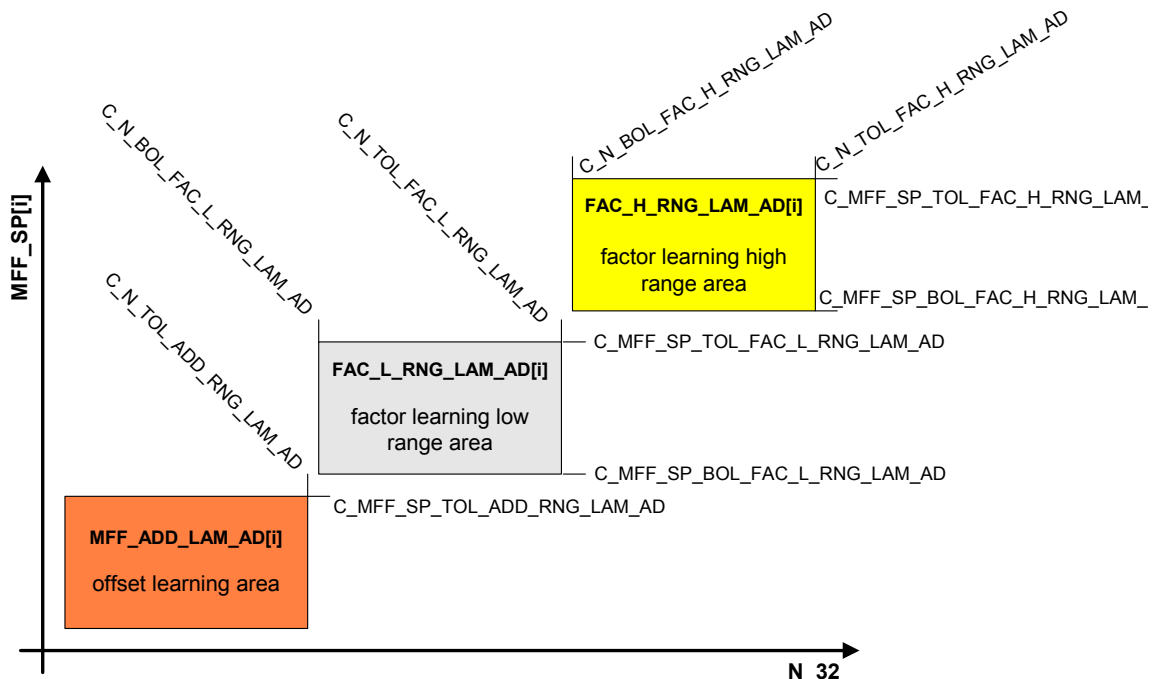 C_N_BOL_FAC_H_RNG_LAM_AD
C_N_TOL_FAC_H_RNG_LAM_AD
C_N_BOL_FAC_L_RNG_LAM_AD
C_N_TOL_FAC_L_RNG_LAM_AD
C_N_TOL_ADD_RNG_LAM_AD
MFF_SP[i]
FAC_H_RNG_LAM_AD[i]
factor learning high
range area
C_MFF_SP_TOL_FAC_H_RNG_LAM_
C_MFF_SP_BOL_FAC_H_RNG_LAM_
C_MFF_SP_TOL_FAC_L_RNG_LAM_AD
FAC_L_RNG_LAM_AD[i]
factor learning low
range area
C_MFF_SP_BOL_FAC_L_RNG_LAM_AD
C_MFF_SP_TOL_ADD_RNG_LAM_AD
MFF_ADD_LAM_AD[i]
offset learning area
N_32